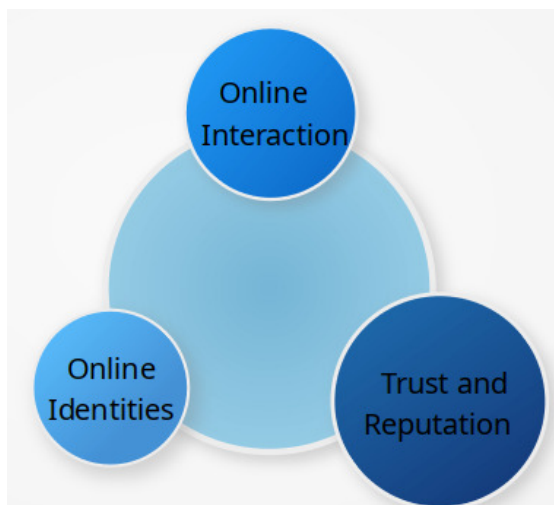 Online
Interaction
Online
Identities
Trust and
Reputation